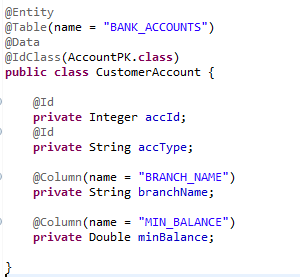 @Entity
@Table(name = "BANK_ACCOUNTS")
@Data
@IdClass(AccountPK.class)
public class CustomerAccount {
@Id
private Integer accId;
@Id
private String accType;
@Column(name = "BRANCH_NAME")
private String branchName;
@Column(name = "MIN_BALANCE")
private Double minBalance;
}